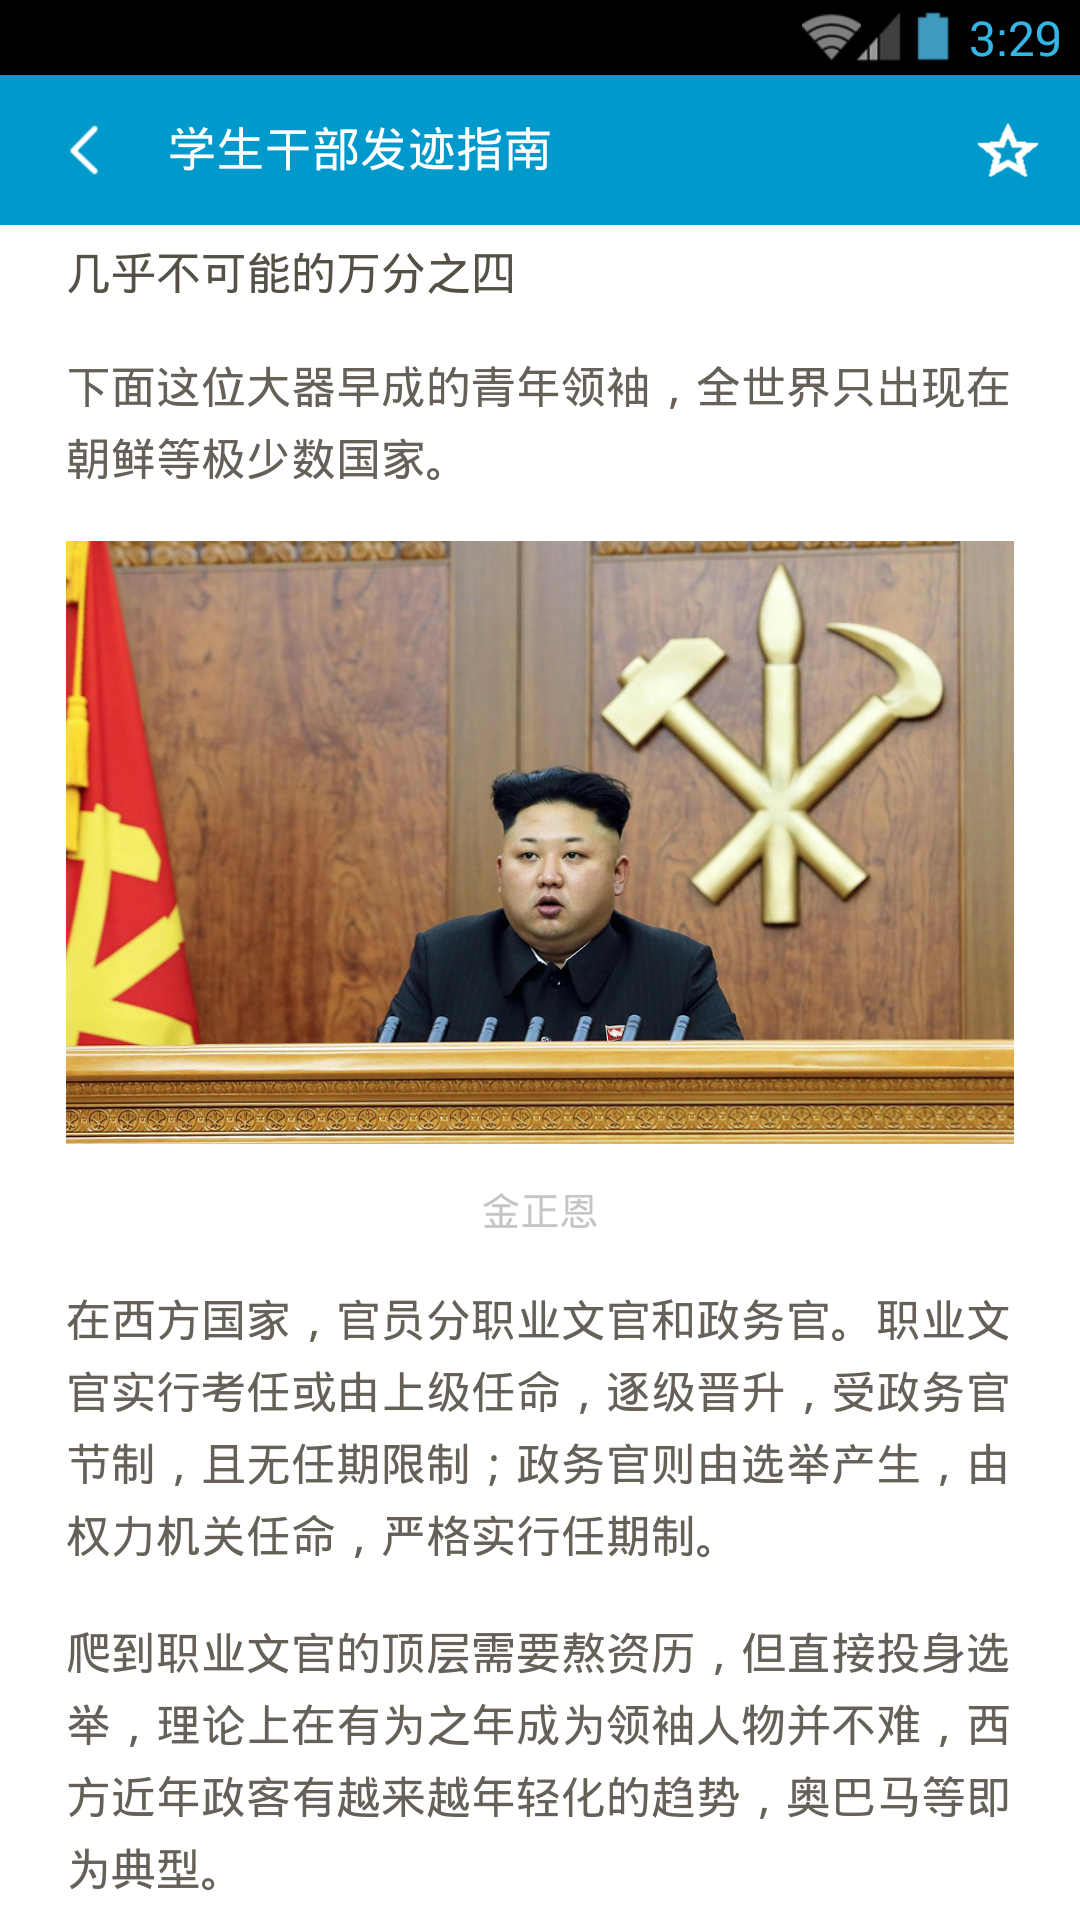 3:29
学生干部发迹指南
几乎不可能的万分之四
下面这位大器早成的青年领袖，全世界只出现在
朝鲜等极少数国家。
金正恩
在西方国家，官员分职业文官和政务官。职业文
官实行考任或由上级任命，逐级晋升，受政务官
节制，且无任期限制；政务官则由选举产生，由
权力机关任命，严格实行任期制。
爬到职业文官的顶层需要熬资历，但直接投身选
举，理论上在有为之年成为领袖人物并不难，西
方近年政客有越来越年轻化的趋势，奥巴马等即
为典型。